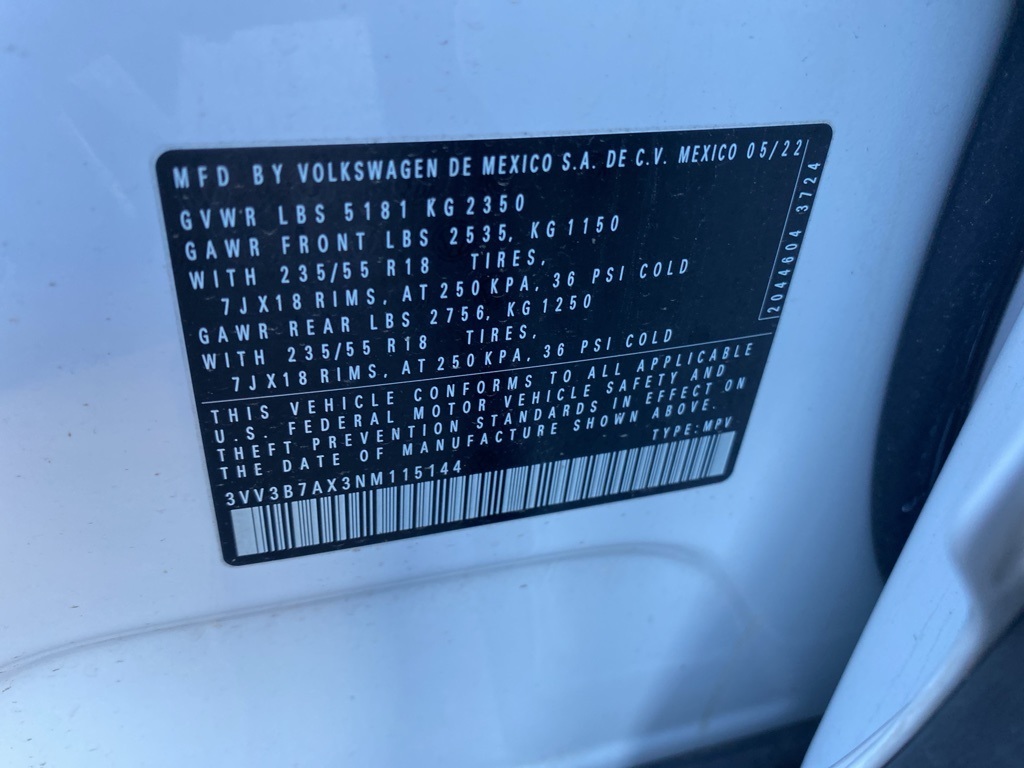 MFD BY VOLKSWAGEN DE MEXICO S.A. DE C.V. MEXICO 05/22
GVWR LBS 5181 KG 2350
GAWR FRONT LBS 2535, KG 1150
WITH 235/55 R18 TIRES,
7JX18 RIMS, AT 250 KPA, 36 PSI COLD
GAWR REAR LBS 2756, KG 1250
WITH 235/55 R18 TIRES,
7JX18 RIMS, AT 250 KPA, 36 PSI COLD
2044604 3724
THIS VEHICLE CONFORMS TO ALL APPLICABLE
U.S. FEDERAL MOTOR VEHICLE SAFETY AND
THEFT PREVENTION STANDARDS IN EFFECT ON
THE DATE OF MANUFACTURE SHOWN ABOVE.
3VV3B7AX3NM115144 TYPE: MPV